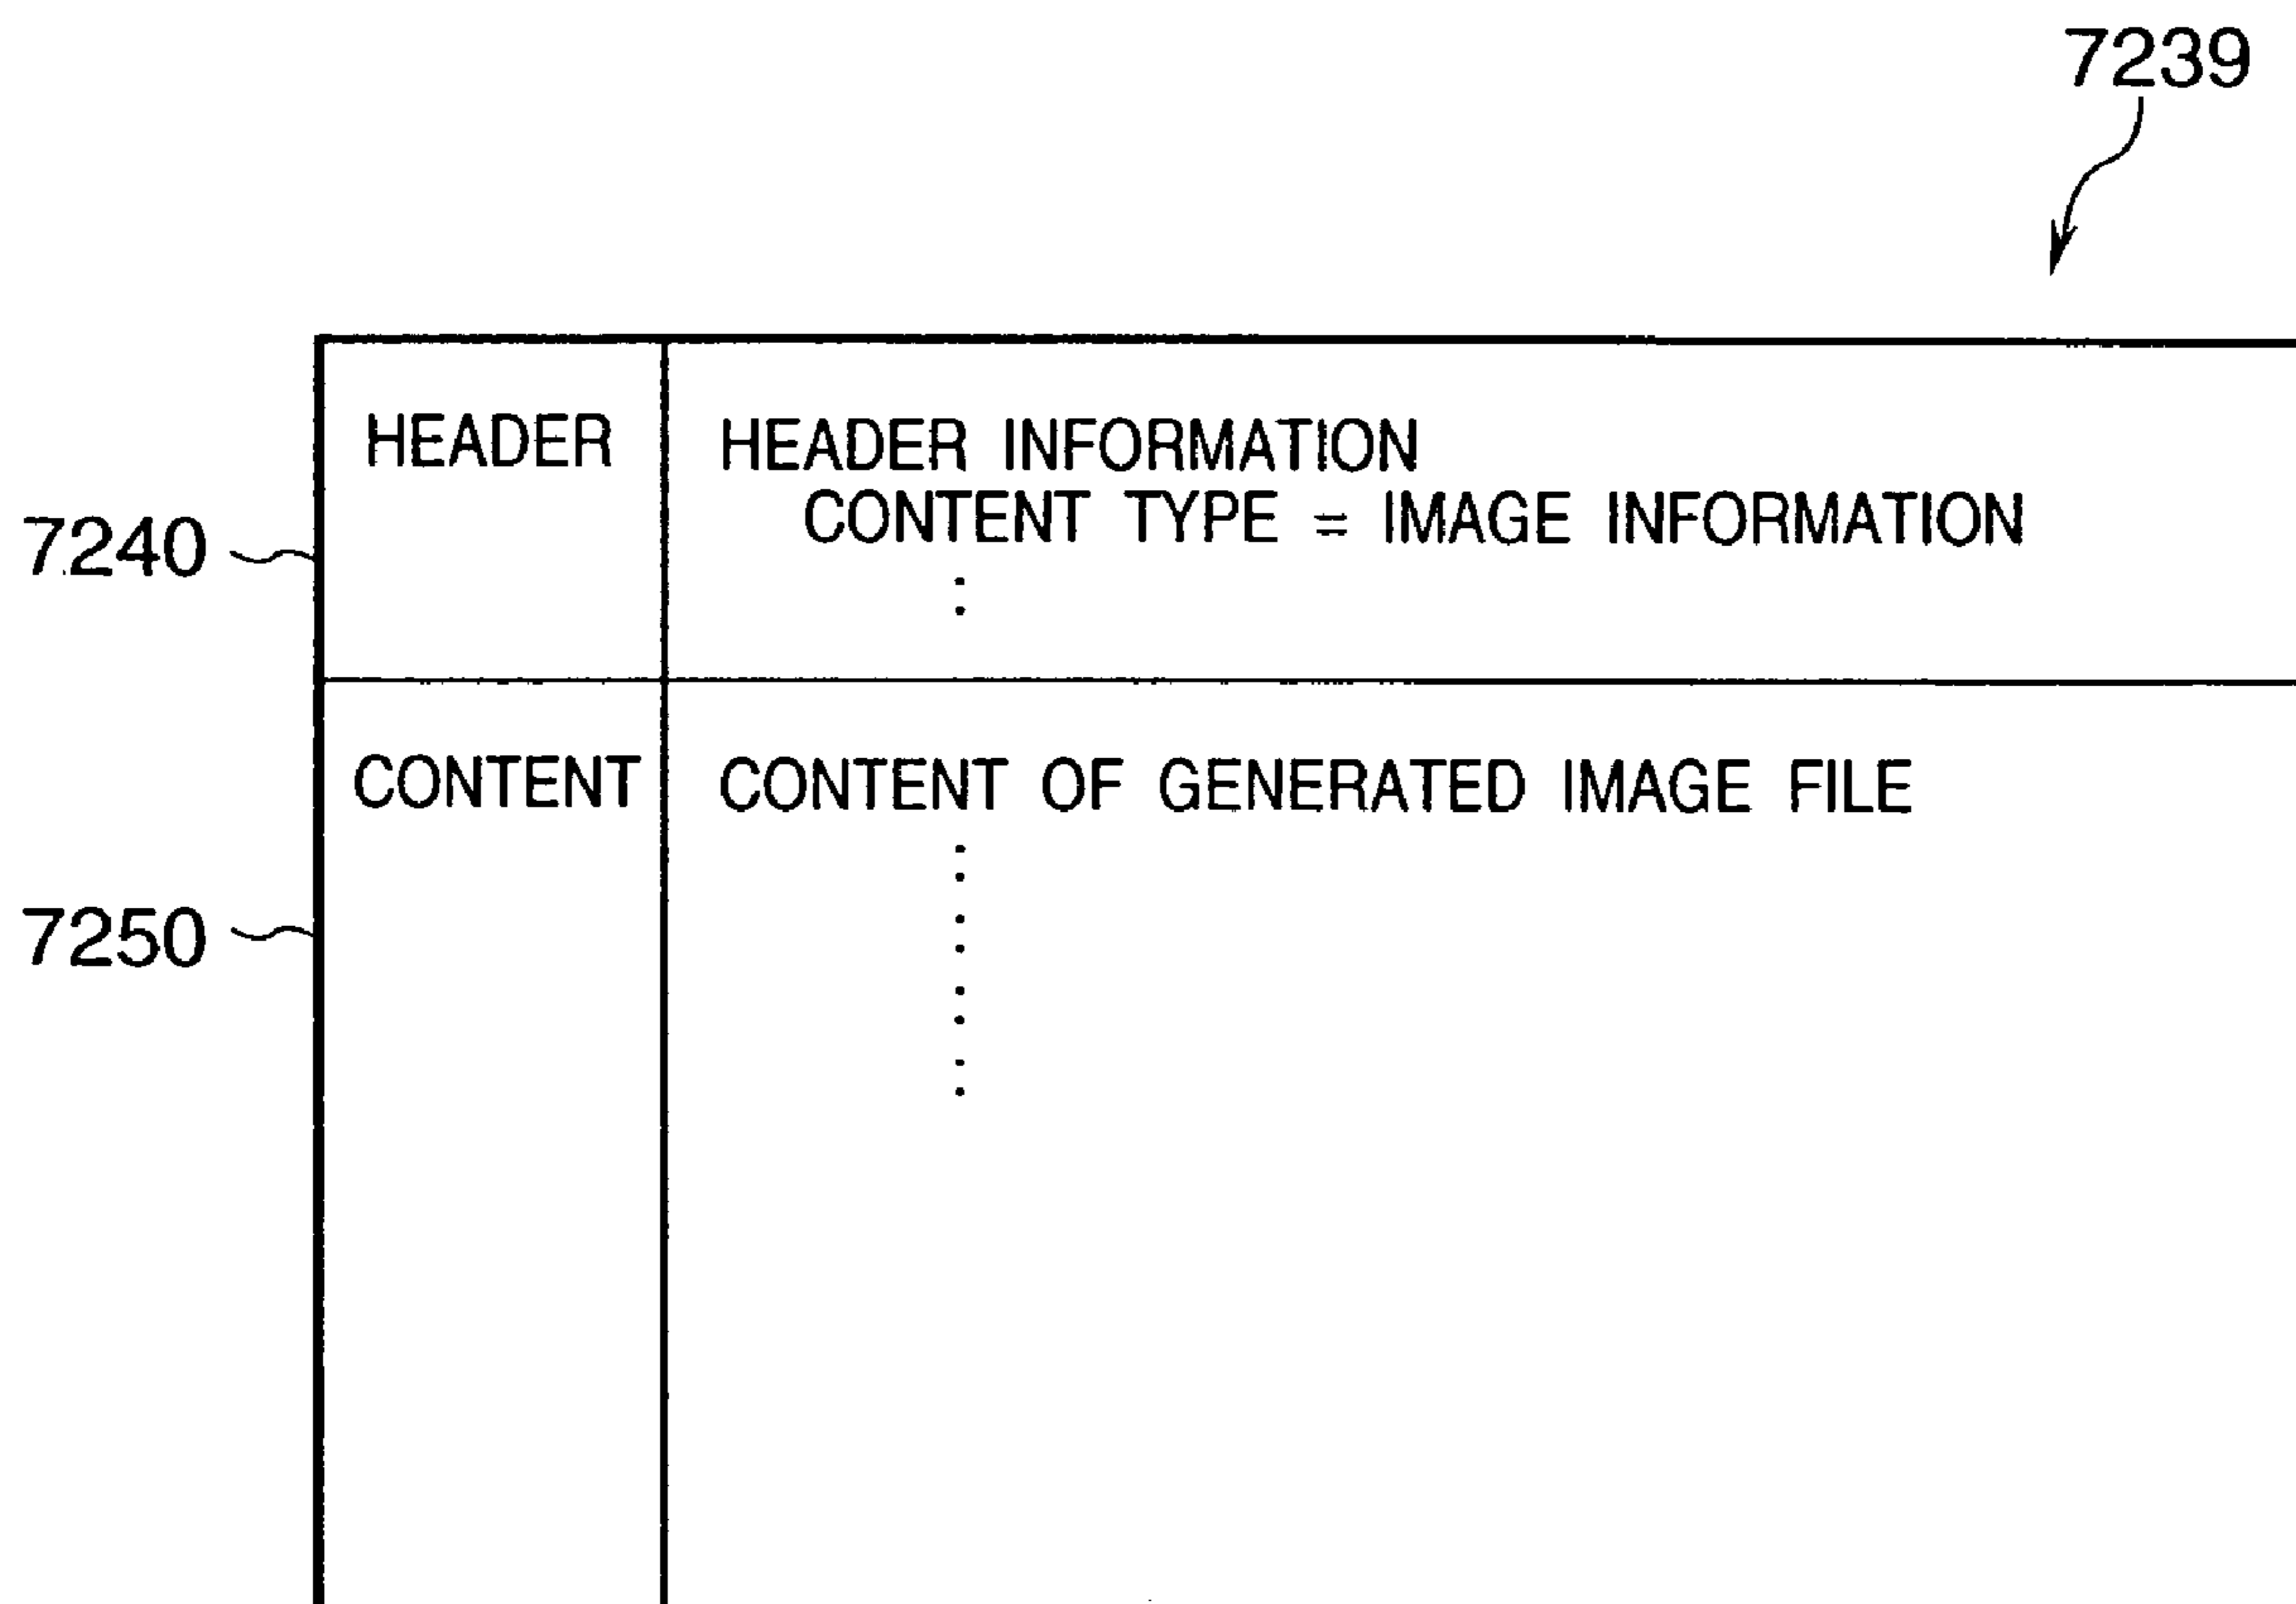 7239
HEADER
HEADER INFORMATION
CONTENT TYPE = IMAGE INFORMATION
:
7240
CONTENT
CONTENT OF GENERATED IMAGE FILE
:
:
:
:
7250